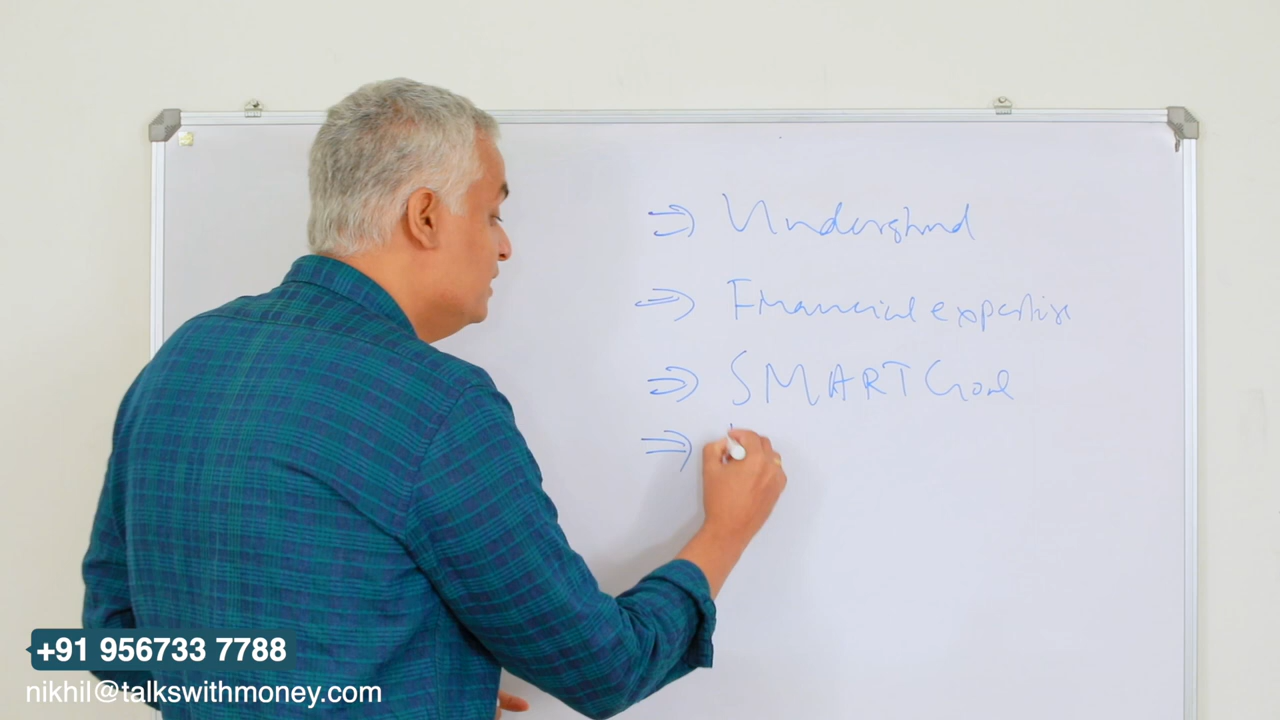 ⇒ Understand
⇒ Financial expertise
⇒ SMART Goal
⇒
+91 956733 7788
nikhil@talkswithmoney.com